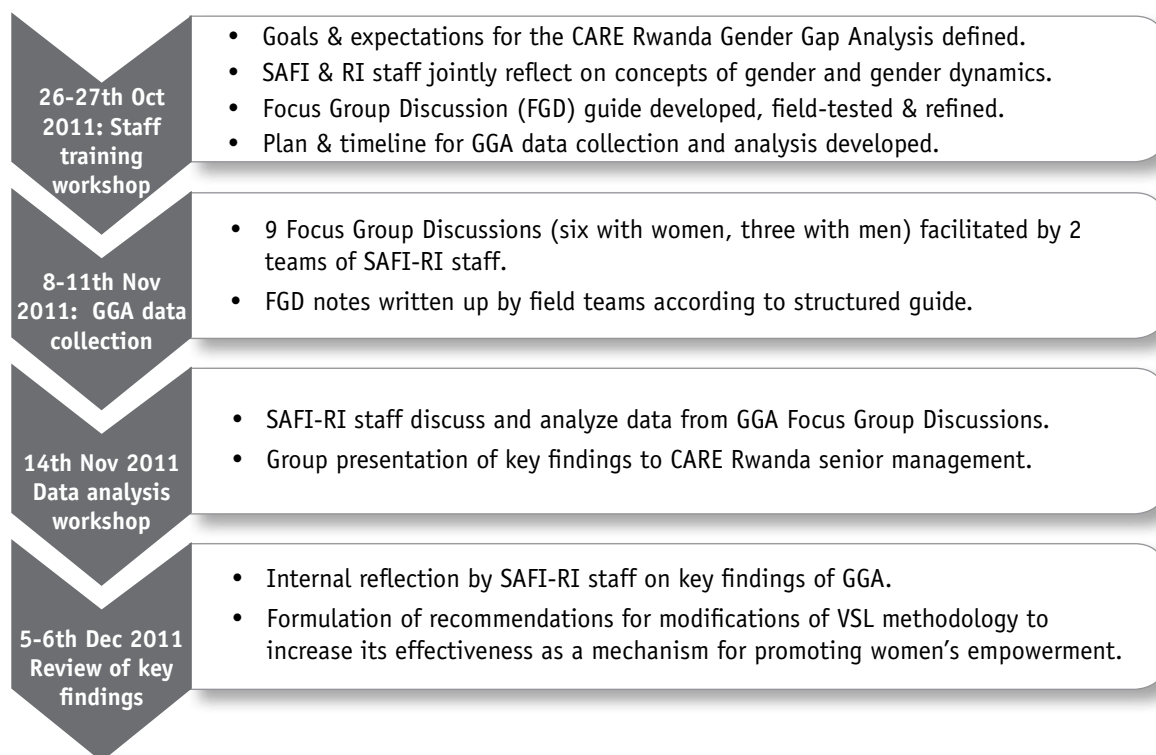 26-27th Oct
2011: Staff
training
workshop
• Goals & expectations for the CARE Rwanda Gender Gap Analysis defined.
• SAFI & RI staff jointly reflect on concepts of gender and gender dynamics.
• Focus Group Discussion (FGD) guide developed, field-tested & refined.
• Plan & timeline for GGA data collection and analysis developed.
8-11th Nov
2011: GGA data
collection
• 9 Focus Group Discussions (six with women, three with men) facilitated by 2
teams of SAFI-RI staff.
• FGD notes written up by field teams according to structured guide.
14th Nov 2011
Data analysis
workshop
• SAFI-RI staff discuss and analyze data from GGA Focus Group Discussions.
• Group presentation of key findings to CARE Rwanda senior management.
5-6th Dec 2011
Review of key
findings
• Internal reflection by SAFI-RI staff on key findings of GGA.
• Formulation of recommendations for modifications of VSL methodology to
increase its effectiveness as a mechanism for promoting women’s empowerment.